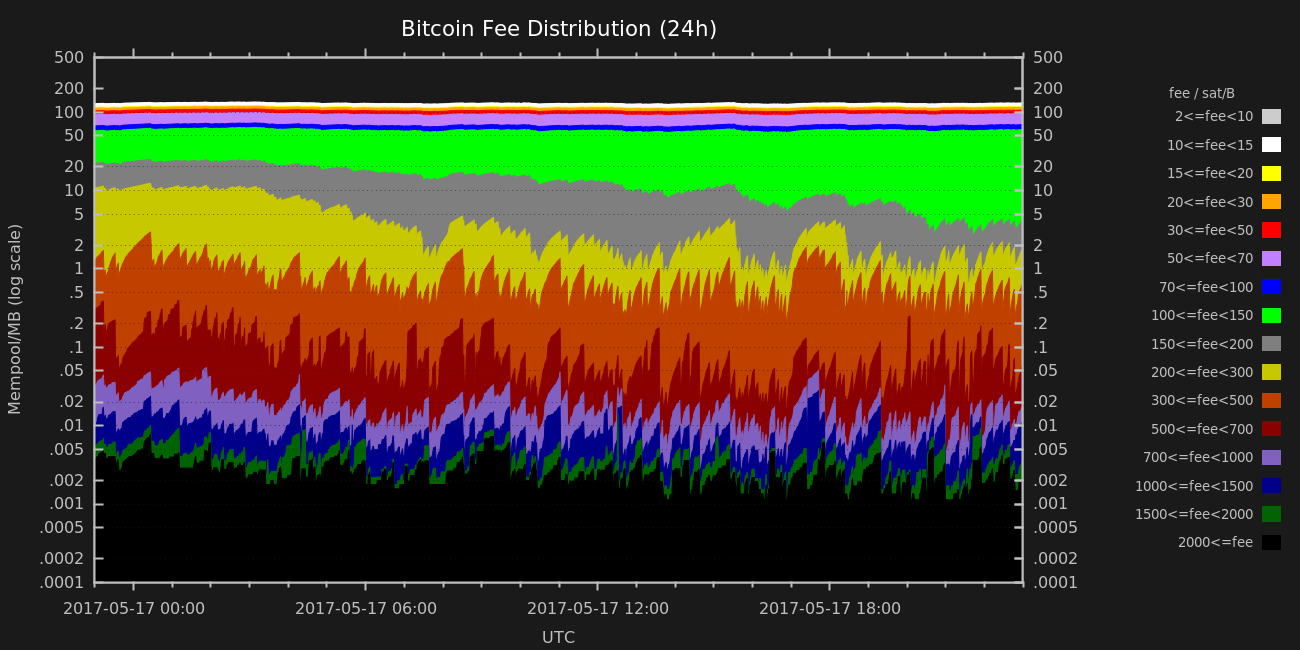 Bitcoin Fee Distribution (24h)
Mempool/MB (log scale)
500
200
100
50
20
10
5
2
1
.5
.2
.1
.05
.02
.01
.005
.002
.001
.0005
.0002
.0001
500
200
100
50
20
10
5
2
1
.5
.2
.1
.05
.02
.01
.005
.002
.001
.0005
.0002
.0001
2017-05-17 00:00
2017-05-17 06:00
2017-05-17 12:00
2017-05-17 18:00
UTC
fee / sat/B
2<=fee<10
10<=fee<15
15<=fee<20
20<=fee<30
30<=fee<50
50<=fee<70
70<=fee<100
100<=fee<150
150<=fee<200
200<=fee<300
300<=fee<500
500<=fee<700
700<=fee<1000
1000<=fee<1500
1500<=fee<2000
2000<=fee